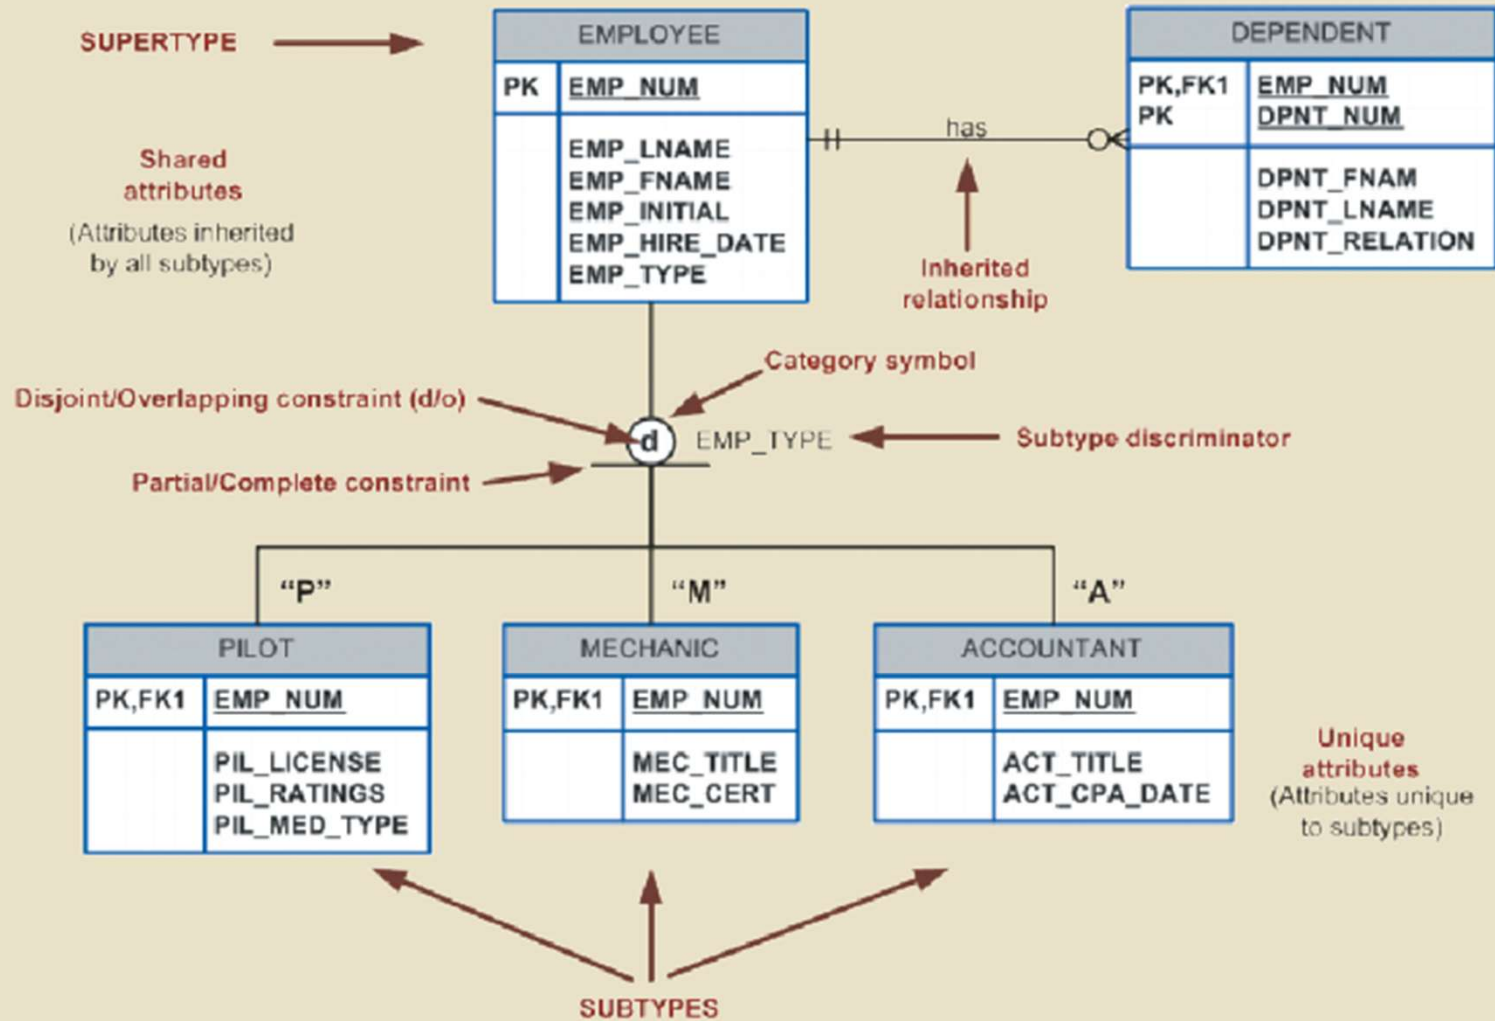 SUPERTYPE
EMPLOYEE
PK EMP_NUM
EMP_LNAME
EMP_FNAME
EMP_INITIAL
EMP_HIRE_DATE
EMP_TYPE
has
DEPENDENT
PK,FK1 EMP_NUM
PK DPNT_NUM
DPNT_FNAM
DPNT_LNAME
DPNT_RELATION
Shared
attributes
(Attributes inherited
by all subtypes)
Inherited
relationship
Category symbol
Disjoint/Overlapping constraint (d/o)
d
EMP_TYPE
Subtype discriminator
Partial/Complete constraint
“P”
“M”
“A”
PILOT
PK,FK1 EMP_NUM
PIL_LICENSE
PIL_RATINGS
PIL_MED_TYPE
MECHANIC
PK,FK1 EMP_NUM
MEC_TITLE
MEC_CERT
ACCOUNTANT
PK,FK1 EMP_NUM
ACT_TITLE
ACT_CPA_DATE
Unique
attributes
(Attributes unique
to subtypes)
SUBTYPES